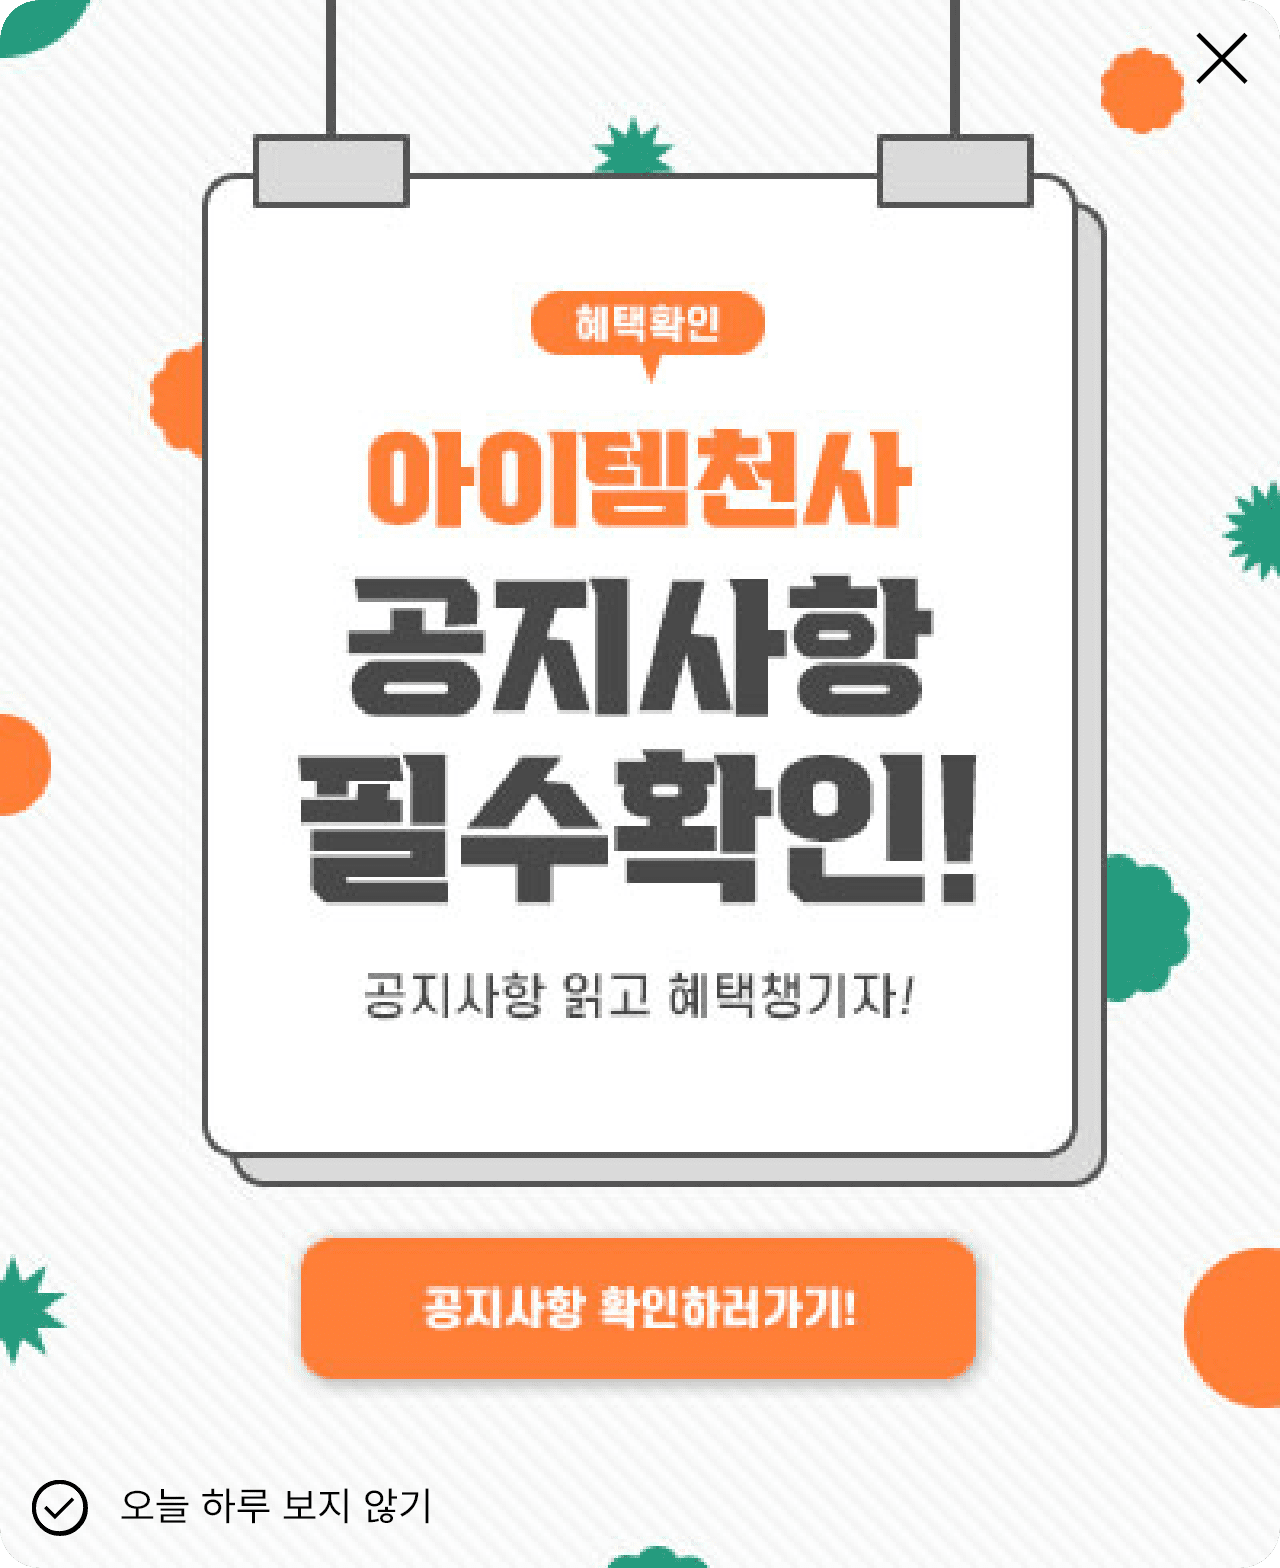 혜택확인
아이템천사
공지사항
필수확인!
공지사항 읽고 혜택챙기자!
공지사항 확인하러가기!
오늘 하루 보지 않기